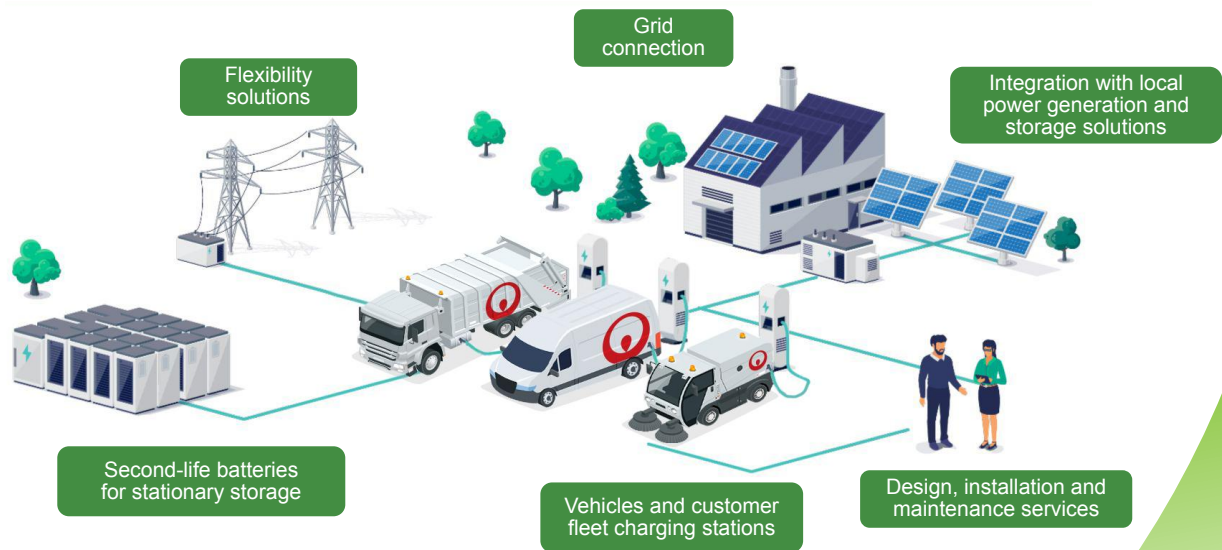 Grid
connection
Flexibility
solutions
Integration with local
power generation and
storage solutions
Second-life batteries
for stationary storage
Vehicles and customer
fleet charging stations
Design, installation and
maintenance services